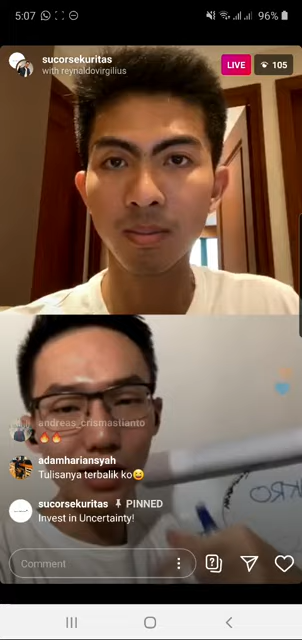 5:07
96%
sucorsekuritas
with reynaldovirgilius
LIVE
105
andreas_crismastianto
🔥🔥
adamhariansyah
Tulisanya terbalik ko😄
sucorsekuritas PINNED
Invest in Uncertainty!
Comment